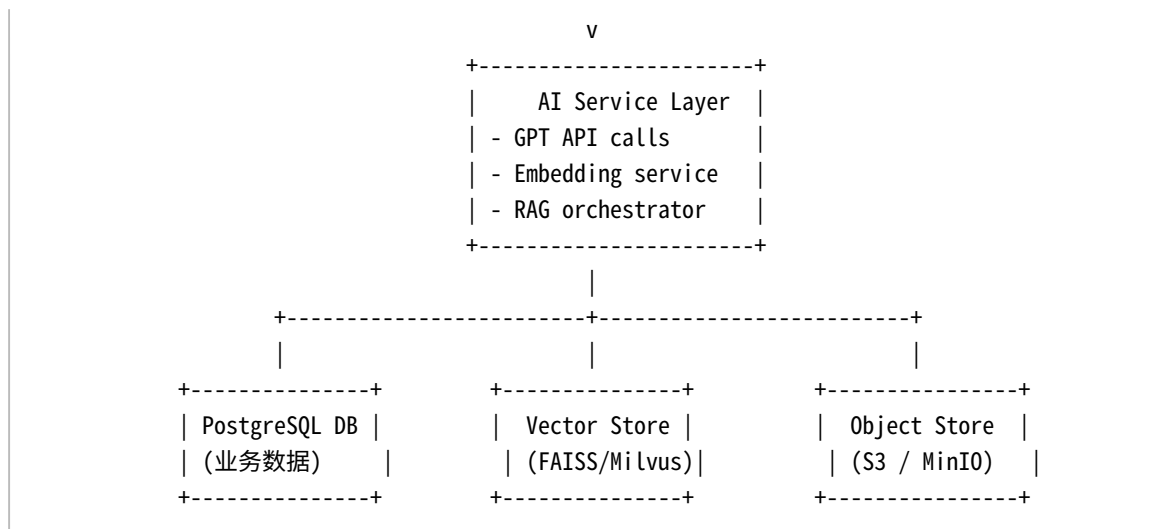 v
+-----------------------+
|     AI Service Layer  |
| - GPT API calls       |
| - Embedding service   |
| - RAG orchestrator    |
+-----------------------+
|
+-------------------------+--------------------------+
|                         |                          |
+---------------+         +---------------+          +----------------+
| PostgreSQL DB |         |  Vector Store |          |  Object Store  |
| (业务数据)     |         | (FAISS/Milvus)|          | (S3 / MinIO)   |
+---------------+         +---------------+          +----------------+